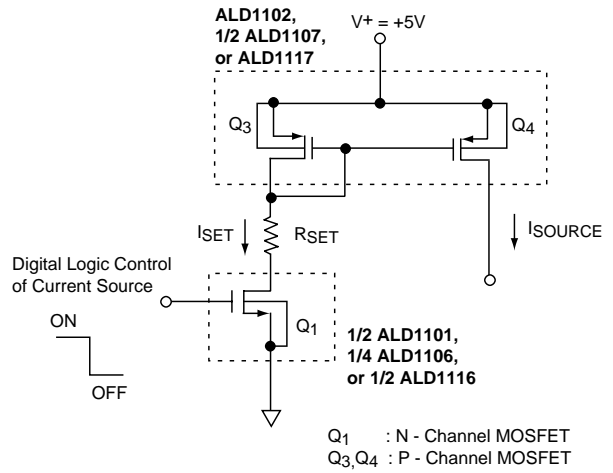 ALD1102,
1/2 ALD1107,
or ALD1117
V+ = +5V
Q3
Q4
ISET
RSET
ISOURCE
Digital Logic Control
of Current Source
ON
OFF
Q1
1/2 ALD1101,
1/4 ALD1106,
or 1/2 ALD1116
Q1 : N - Channel MOSFET
Q3,Q4 : P - Channel MOSFET